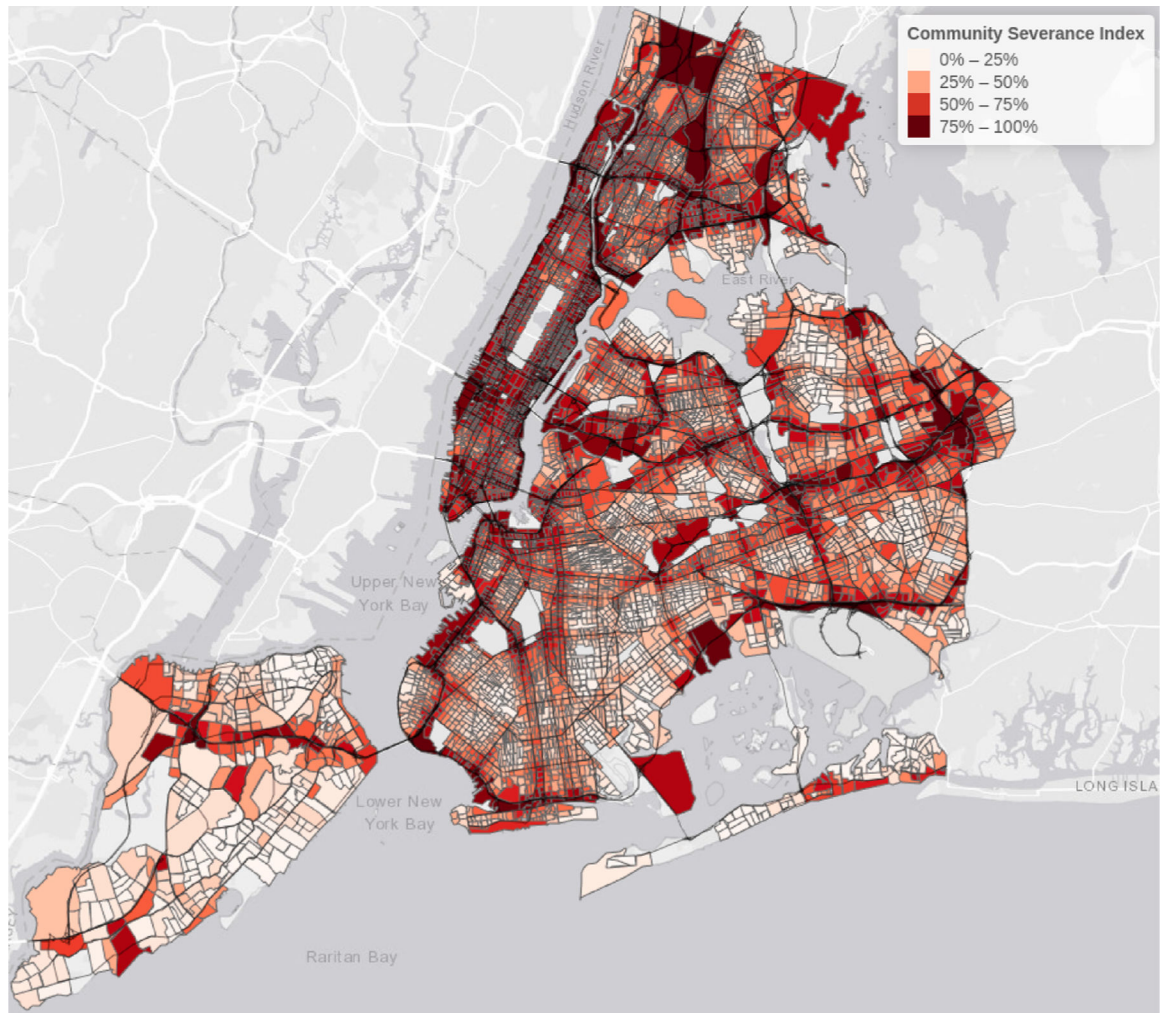 Community Severance Index
0% – 25%
25% – 50%
50% – 75%
75% – 100%
Hudson River
East River
Upper New
York Bay
Lower New
York Bay
LONG ISLA
Raritan Bay